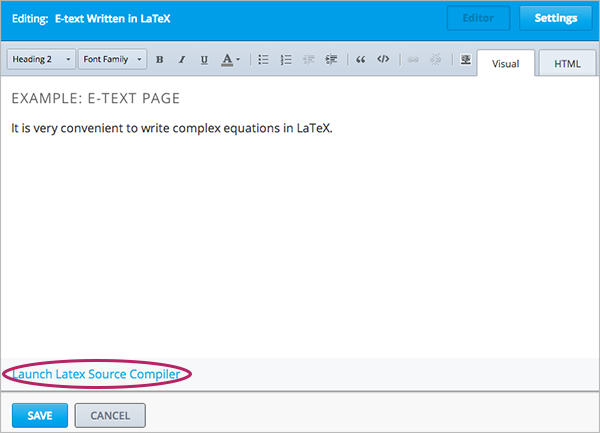 Editing: E-text Written in LaTeX Editor Settings
Heading 2 Font Family B I U A Visual HTML
EXAMPLE: E-TEXT PAGE
It is very convenient to write complex equations in LaTeX.
Launch Latex Source Compiler
SAVE CANCEL